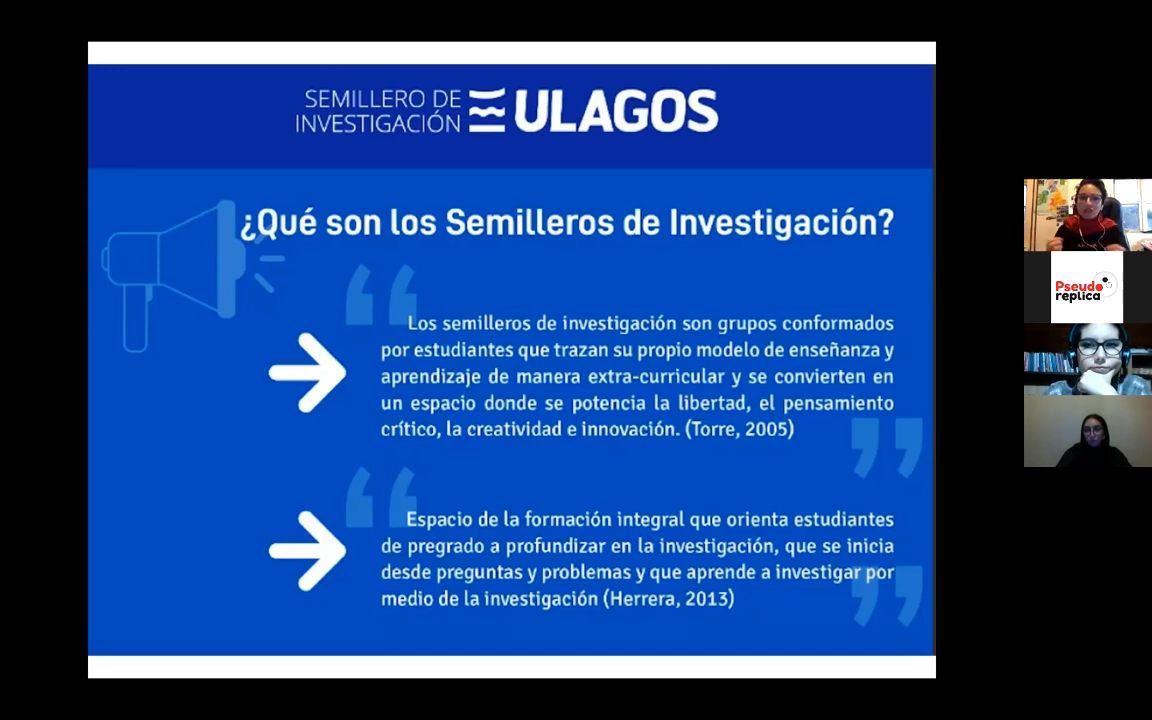 SEMILLERO DE
INVESTIGACIÓN
ULAGOS
¿Qué son los Semilleros de Investigación?
Los semilleros de investigación son grupos conformados
por estudiantes que trazan su propio modelo de enseñanza y
aprendizaje de manera extra-curricular y se convierten en
un espacio donde se potencia la libertad, el pensamiento
crítico, la creatividad e innovación. (Torre, 2005)
Espacio de la formación integral que orienta estudiantes
de pregrado a profundizar en la investigación, que se inicia
desde preguntas y problemas y que aprende a investigar por
medio de la investigación (Herrera, 2013)
Pseudo
replica